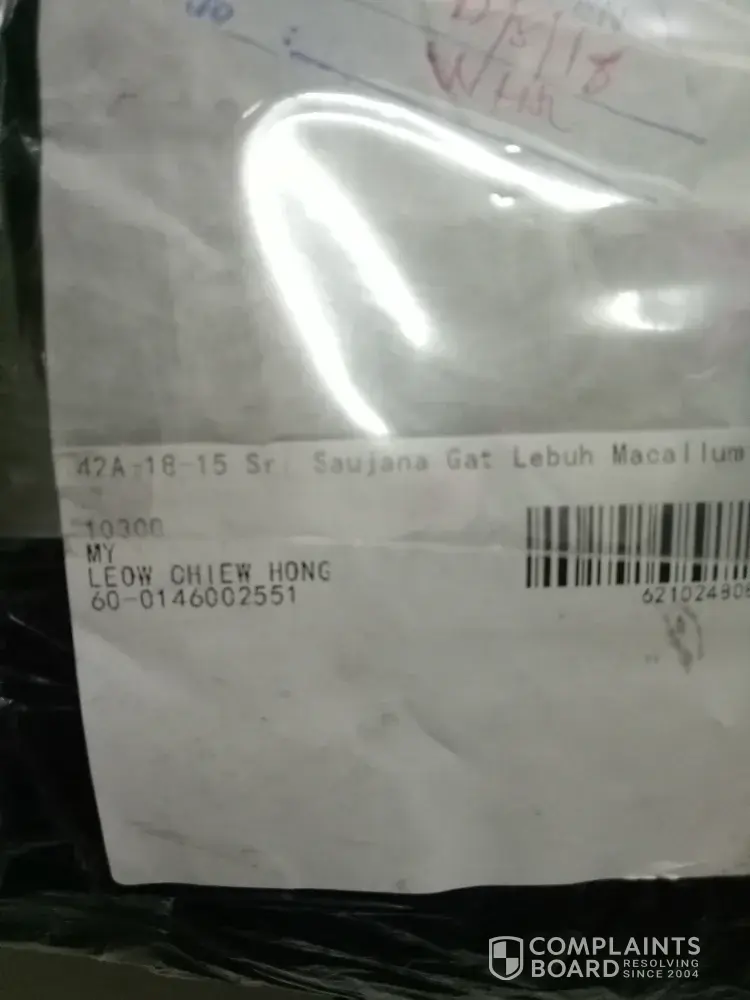 42A-18-15 Sri Saujana Gat Lebuh Macallum
10300
MY
LEOW CHIEW HONG
60-0146002551
62102480
COMPLAINTS
BOARD RESOLVING
SINCE 2004